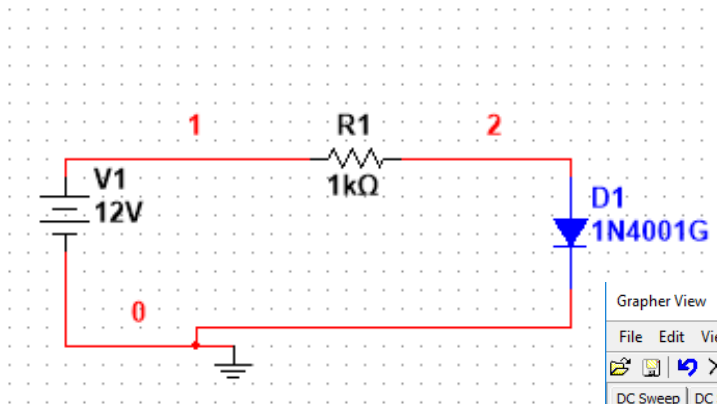 1
R1
2
V1
1kΩ
12V
D1
1N4001G
0
Grapher View
File Edit
DC Sweep DC